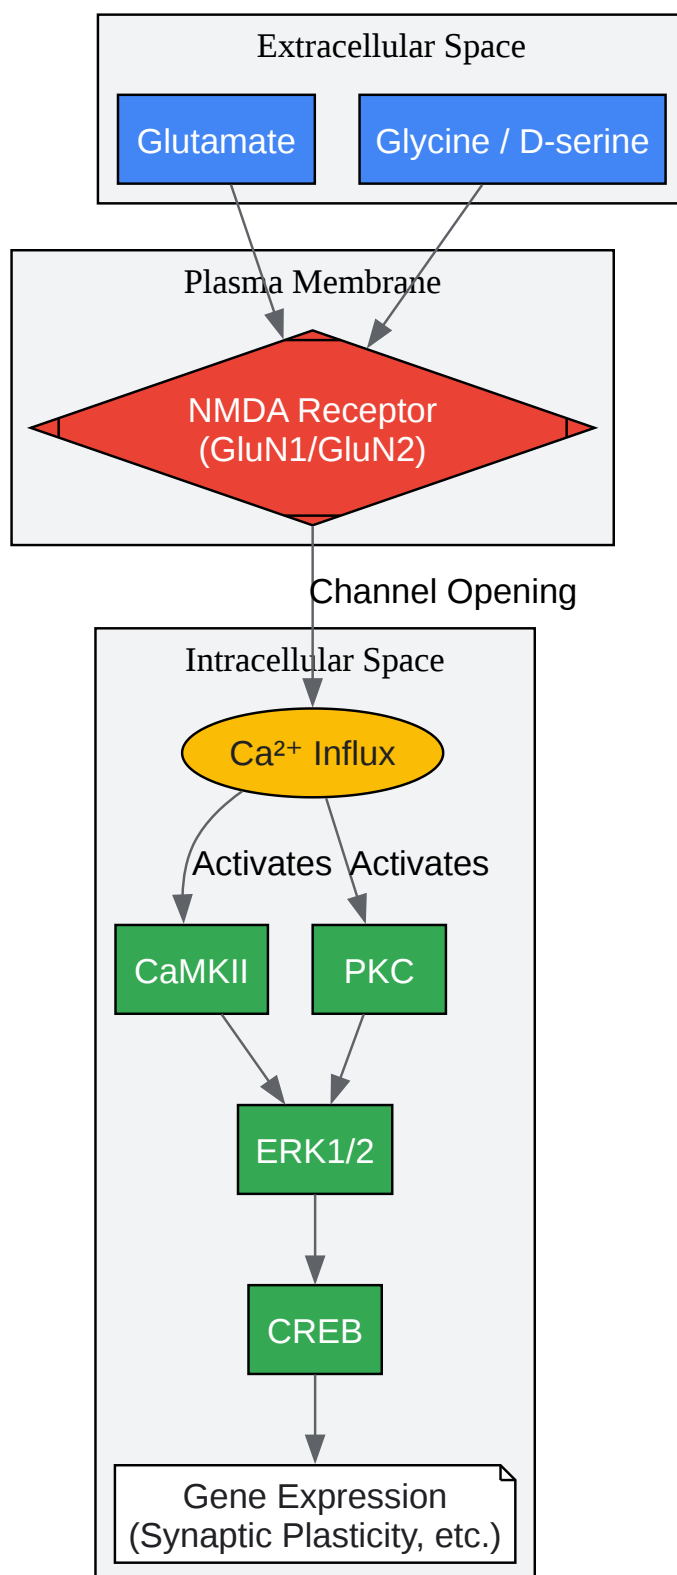 Extracellular Space
Glutamate
Glycine / D-serine
Plasma Membrane
NMDA Receptor
(GluN1/GluN2)
Channel Opening
Intracellular Space
Ca²⁺ Influx
Activates
Activates
CaMKII
PKC
ERK1/2
CREB
Gene Expression
(Synaptic Plasticity, etc.)